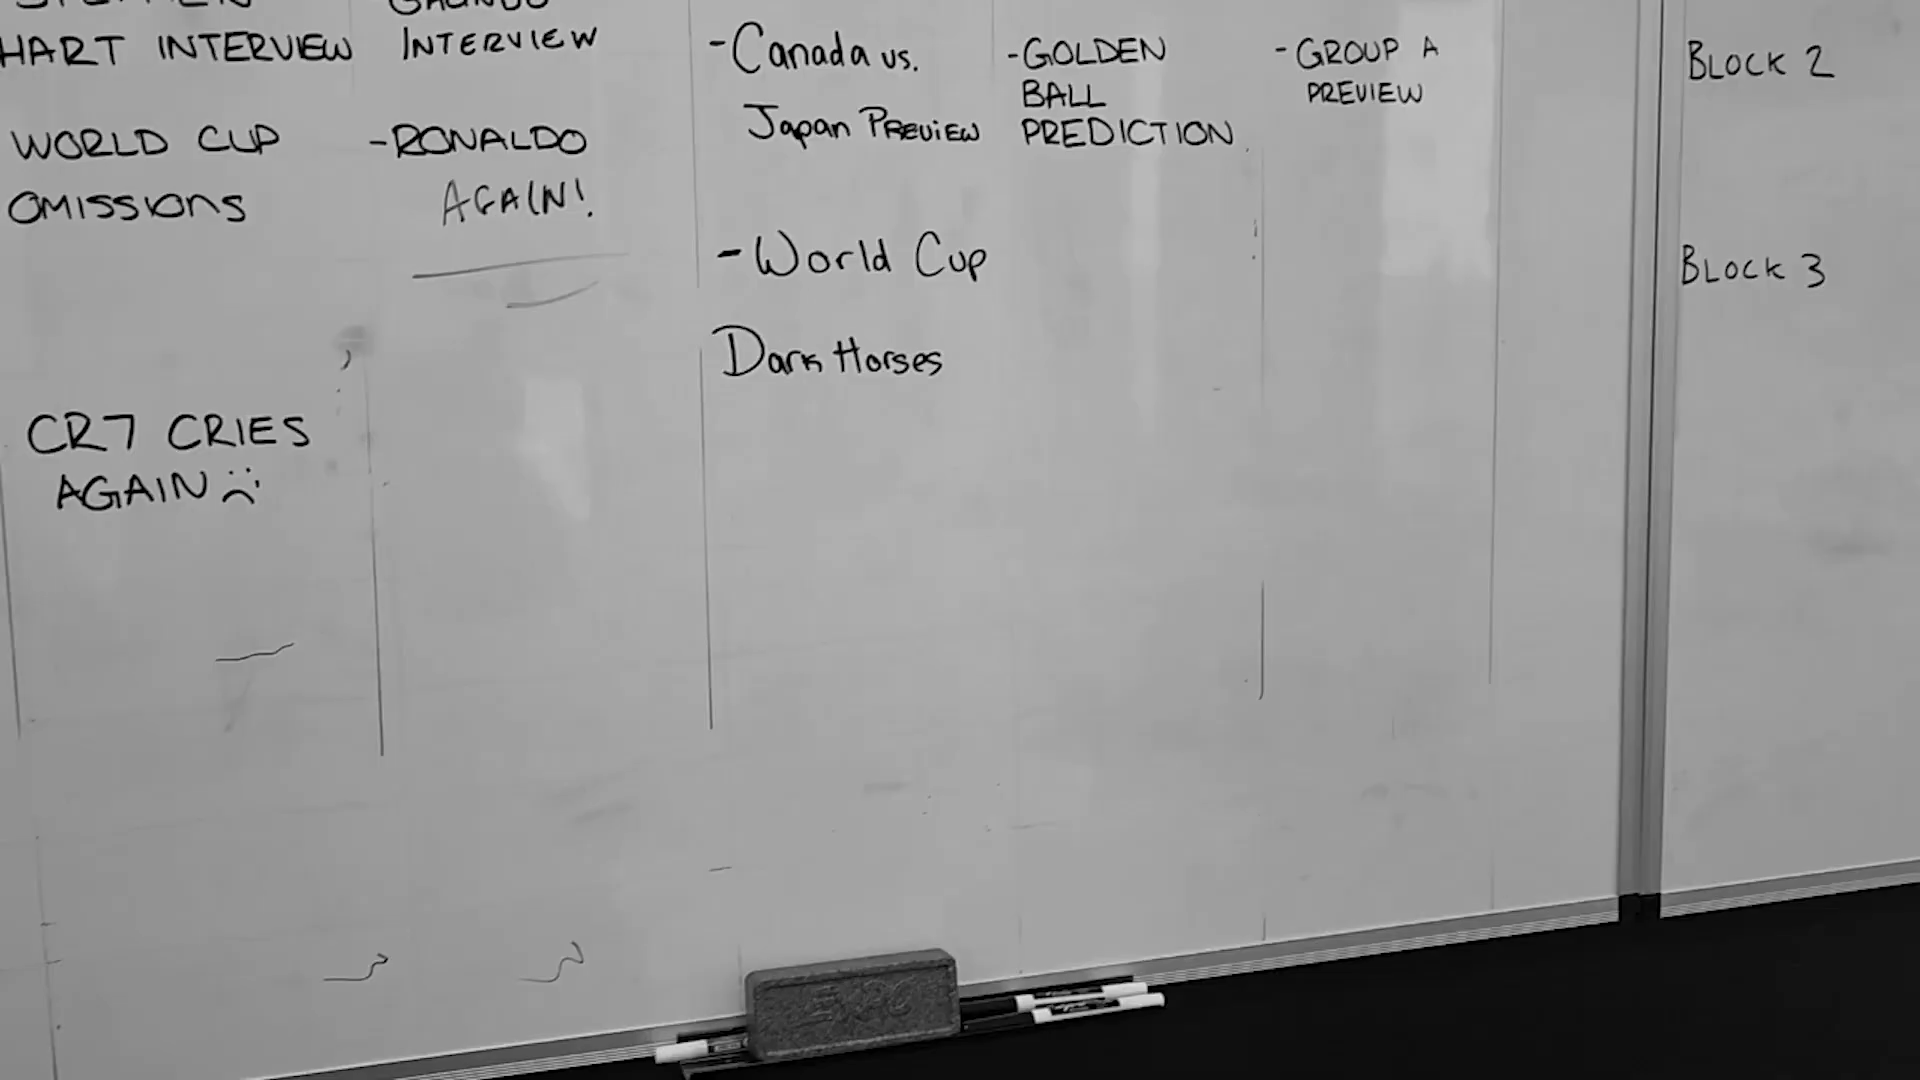 HART INTERVIEW
WORLD CUP
OMISSIONS
CR7 CRIES
AGAIN
INTERVIEW
-RONALDO
AGAIN!
-Canada vs.
Japan PREVIEW
-World Cup
Dark Horses
-GOLDEN
BALL
PREDICTION
-GROUP A
PREVIEW
BLOCK 2
BLOCK 3